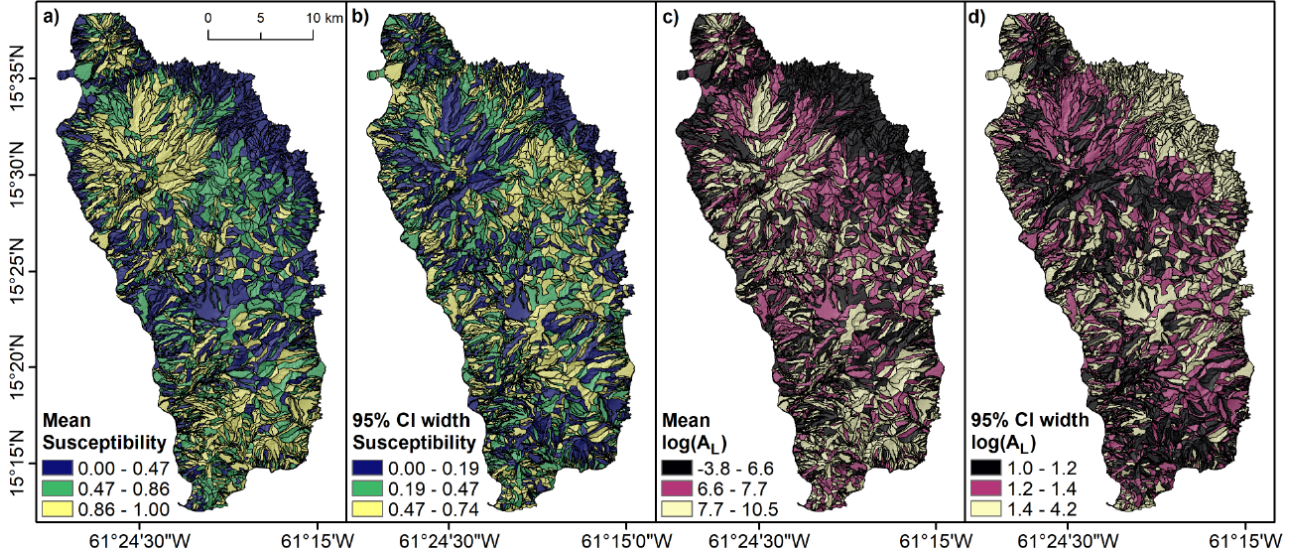 a)
0 5 10 km
b)
c)
d)
15°35'N
15°30'N
15°25'N
15°20'N
15°15'N
Mean
Susceptibility
0.00 - 0.47
0.47 - 0.86
0.86 - 1.00
95% CI width
Susceptibility
0.00 - 0.19
0.19 - 0.47
0.47 - 0.74
Mean
log(A_L)
-3.8 - 6.6
6.6 - 7.7
7.7 - 10.5
95% CI width
log(A_L)
1.0 - 1.2
1.2 - 1.4
1.4 - 4.2
61°24'30"W 61°15'W 61°24'30"W 61°15'0"W 61°24'30"W 61°15'W 61°24'30"W 61°15'W